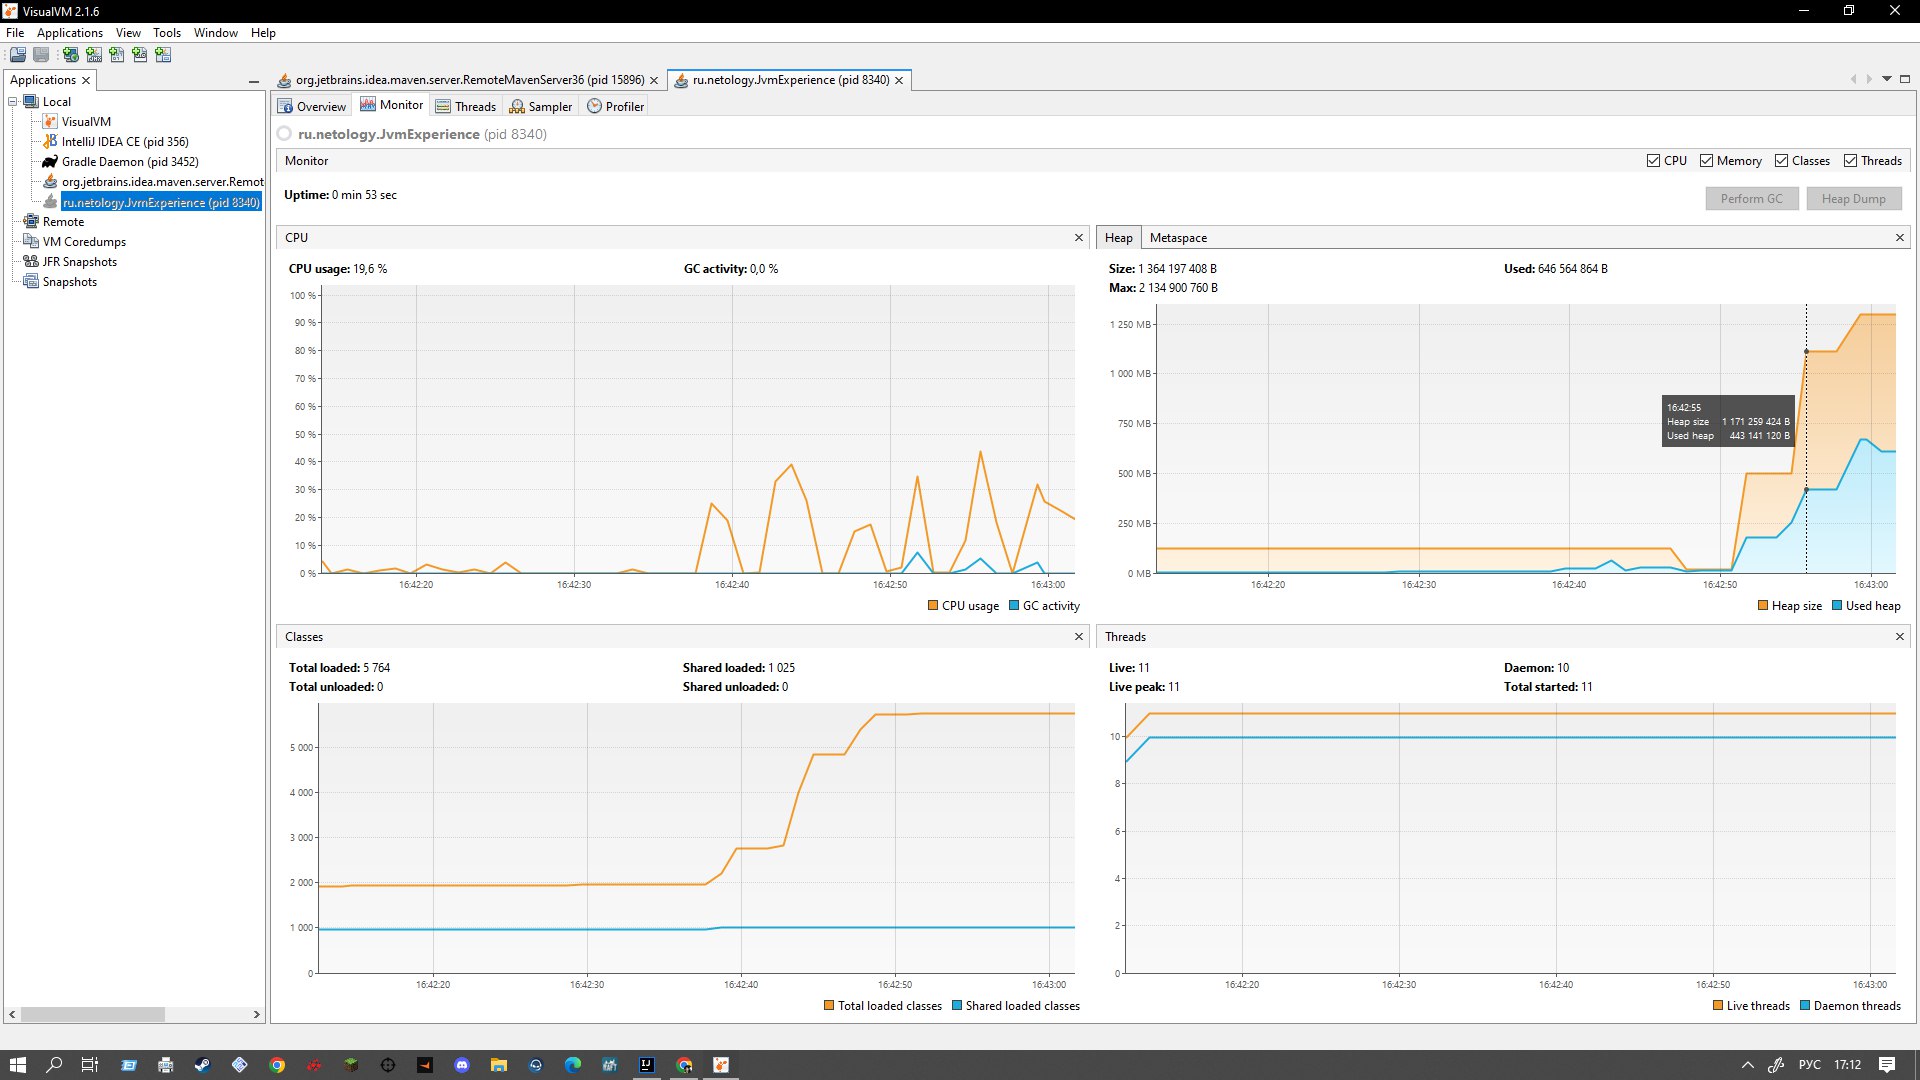 VisualVM 2.1.6
File Applications View Tools Window Help
Applications
Local
VisualVM
IntelliJ IDEA CE (pid 356)
Gradle Daemon (pid 3452)
org.jetbrains.idea.maven.server.Remot
ru.netology.JvmExperience (pid 8340)
Remote
VM Coredumps
JFR Snapshots
Snapshots
org.jetbrains.idea.maven.server.RemoteMavenServer36 (pid 15896) ru.netology.JvmExperience (pid 8340)
Overview Monitor Threads Sampler Profiler
ru.netology.JvmExperience (pid 8340)
Monitor CPU Memory Classes Threads
Uptime: 0 min 53 sec
Perform GC Heap Dump
CPU
CPU usage: 19,6 % GC activity: 0,0 %
100 %
90 %
80 %
70 %
60 %
50 %
40 %
30 %
20 %
10 %
0 %
16:42:20 16:42:30 16:42:40 16:42:50 16:43:00
CPU usage GC activity
Heap Metaspace
Size: 1 364 197 408 B Used: 646 564 864 B
Max: 2 134 900 760 B
1 250 MB
1 000 MB
750 MB
500 MB
250 MB
0 MB
16:42:55
Heap size 1 171 259 424 B
Used heap 443 141 120 B
16:42:20 16:42:30 16:42:40 16:42:50 16:43:00
Heap size Used heap
Classes
Total loaded: 5 764 Shared loaded: 1 025
Total unloaded: 0 Shared unloaded: 0
5 000
4 000
3 000
2 000
1 000
0
16:42:20 16:42:30 16:42:40 16:42:50 16:43:00
Total loaded classes Shared loaded classes
Threads
Live: 11 Daemon: 10
Live peak: 11 Total started: 11
10
8
6
4
2
0
16:42:20 16:42:30 16:42:40 16:42:50 16:43:00
Live threads Daemon threads
РУС 17:12